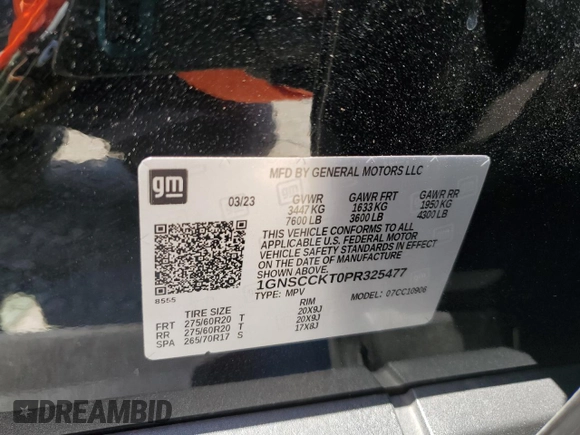 gm
MFD BY GENERAL MOTORS LLC
03/23 GVWR GAWR FRT GAWR RR
3447 KG 1633 KG 1950 KG
7600 LB 3600 LB 4300 LB
THIS VEHICLE CONFORMS TO ALL
APPLICABLE U.S. FEDERAL MOTOR
VEHICLE SAFETY STANDARDS IN EFFECT
ON THE DATE OF MANUFACTURE
1GNSCCKT0PR325477
8555 TYPE: MPV MODEL: 07CC10906
TIRE SIZE RIM
FRT 275/60R20 T 20X9J
RR 275/60R20 T 20X9J
SPA 265/70R17 S 17X8J
DREAMBID